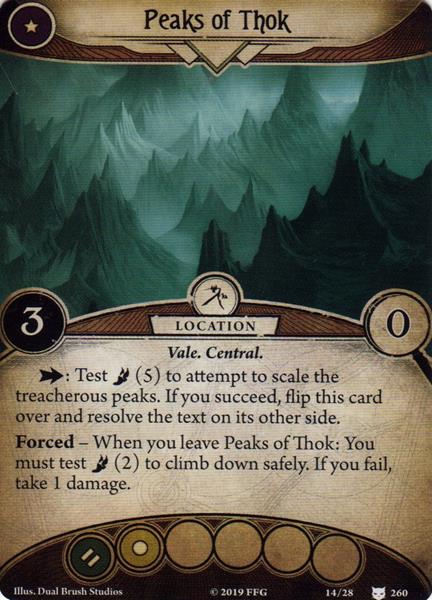 Peaks of Thok
3
LOCATION
0
Vale. Central.
: Test (5) to attempt to scale the
treacherous peaks. If you succeed, flip this card
over and resolve the text on its other side.
Forced – When you leave Peaks of Thok: You
must test (2) to climb down safely. If you fail,
take 1 damage.
Illus. Dual Brush Studios © 2019 FFG 14/28 260